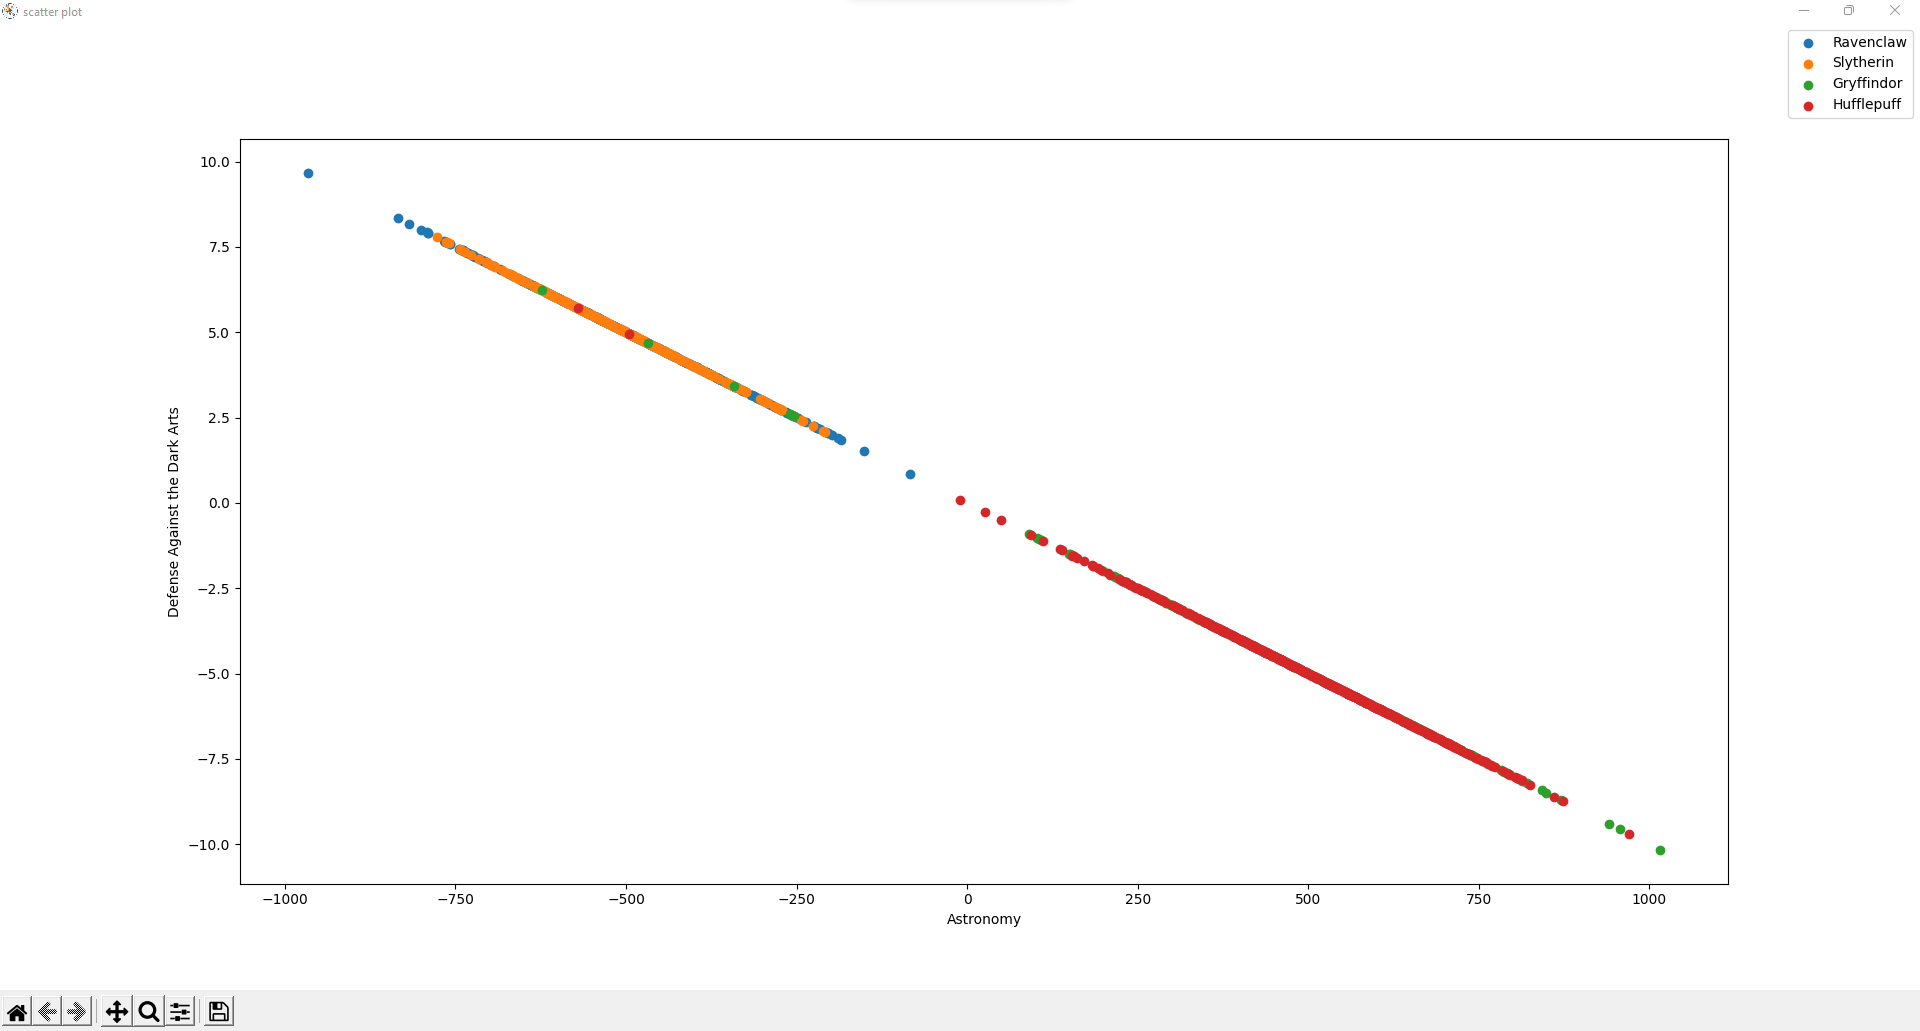 scatter plot
Ravenclaw
Slytherin
Gryffindor
Hufflepuff
10.0
7.5
5.0
2.5
0.0
−2.5
−5.0
−7.5
−10.0
Defense Against the Dark Arts
−1000 −750 −500 −250 0 250 500 750 1000
Astronomy